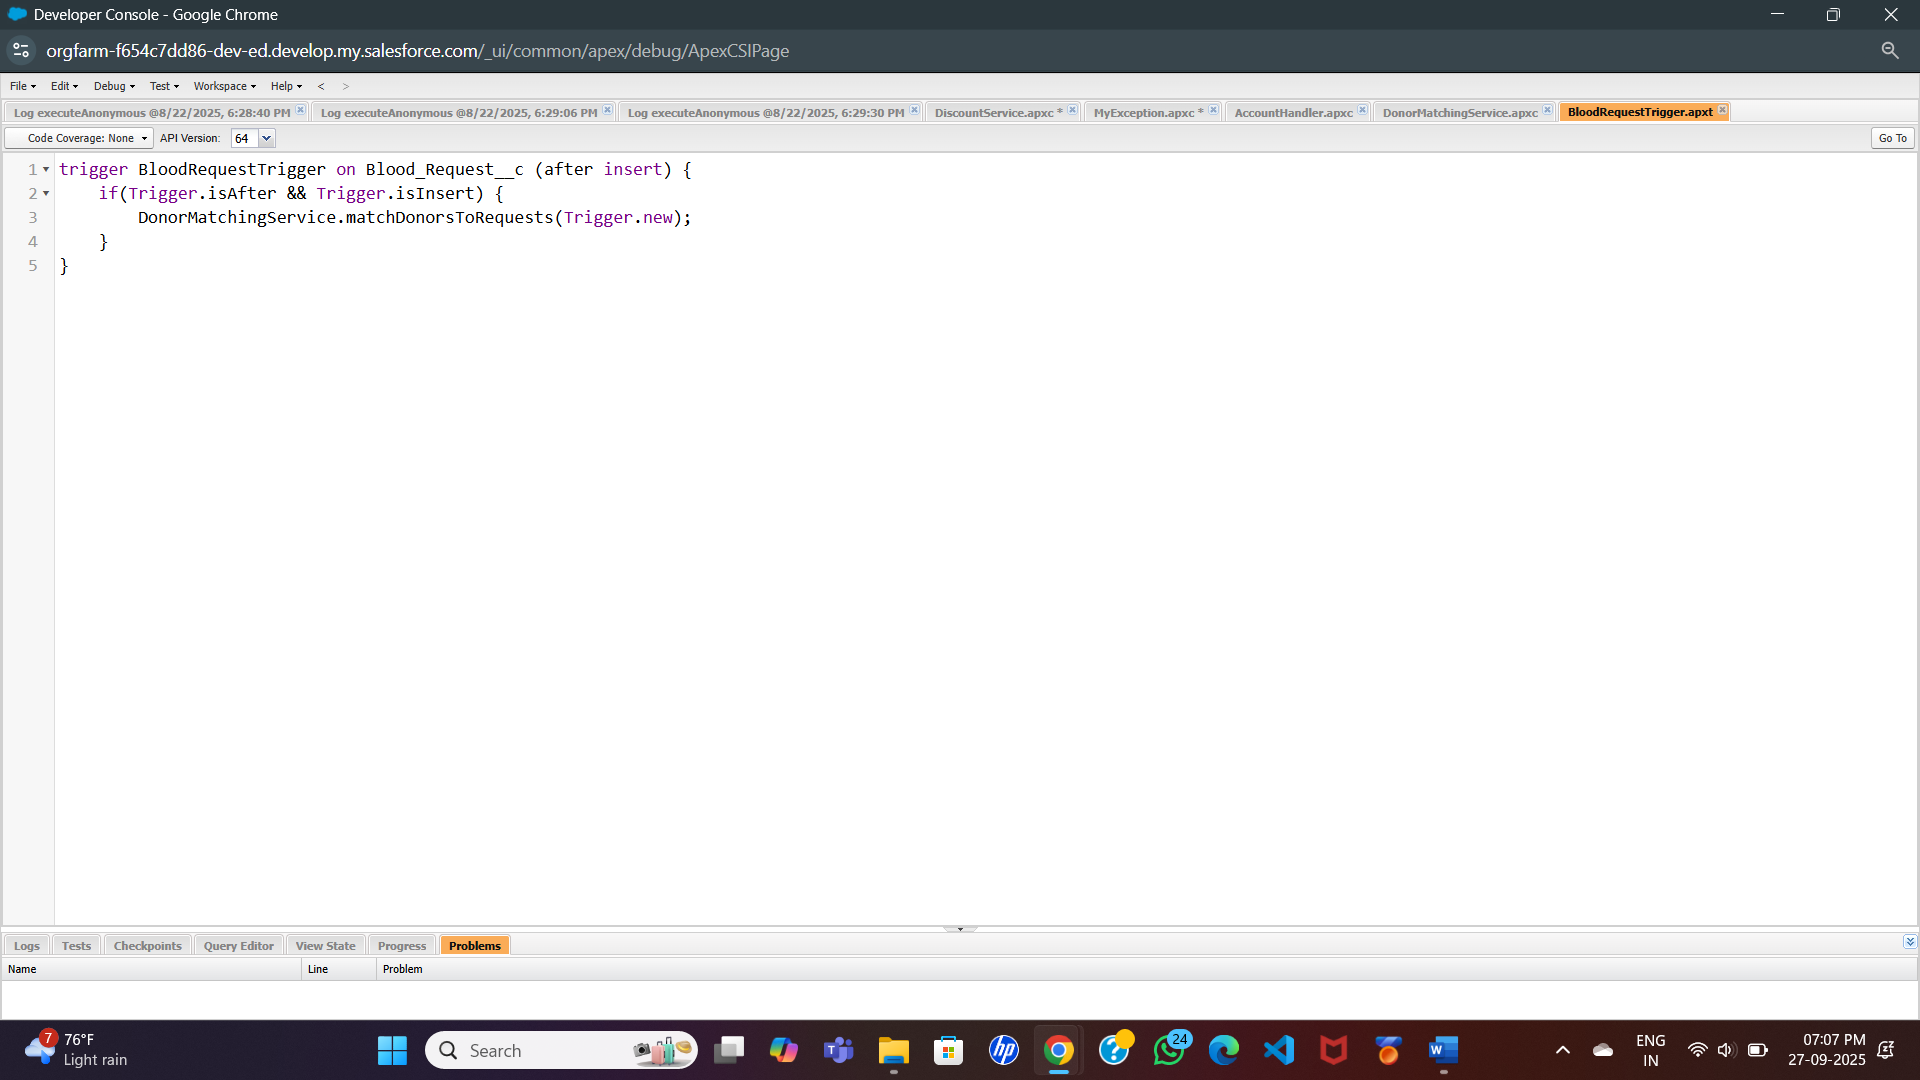 Developer Console - Google Chrome
orgfarm-f654c7dd86-dev-ed.develop.my.salesforce.com/_ui/common/apex/debug/ApexCSIPage
File Edit Debug Test Workspace Help < >
Log executeAnonymous @8/22/2025, 6:28:40 PM Log executeAnonymous @8/22/2025, 6:29:06 PM Log executeAnonymous @8/22/2025, 6:29:30 PM DiscountService.apxc * MyException.apxc * AccountHandler.apxc DonorMatchingService.apxc BloodRequestTrigger.apxt
Code Coverage: None API Version: 64 Go To
1 trigger BloodRequestTrigger on Blood_Request__c (after insert) {
2 if(Trigger.isAfter && Trigger.isInsert) {
3 DonorMatchingService.matchDonorsToRequests(Trigger.new);
4 }
5 }
Logs Tests Checkpoints Query Editor View State Progress Problems
Name Line Problem
7 76°F
Light rain
Search
hp
T
24
W
ENG
IN
07:07 PM
27-09-2025